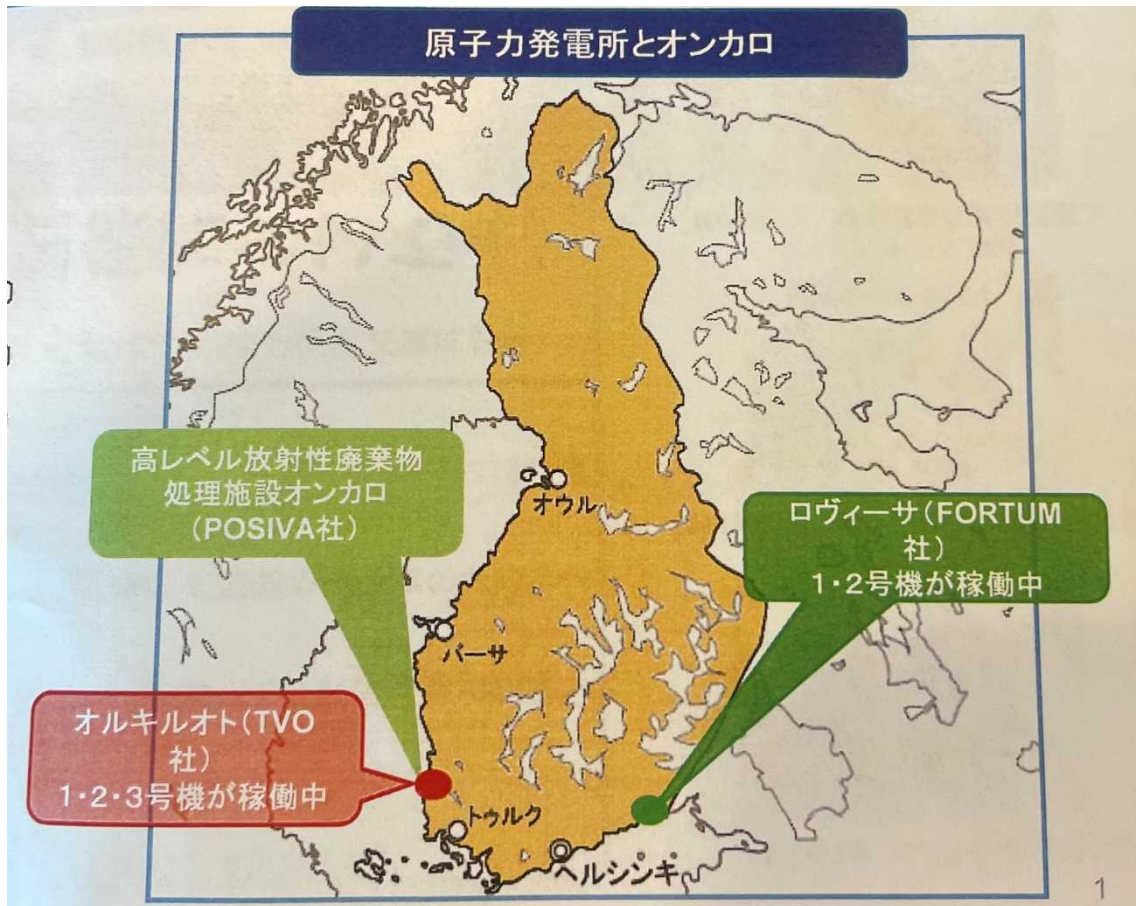 原子力発電所とオンカロ
高レベル放射性廃棄物
処理施設オンカロ
(POSIVA社)
オウル
ロヴィーサ(FORTUM
社)
1・2号機が稼働中
バーサ
オルキルオト(TVO
社)
1・2・3号機が稼働中
トゥルク
ヘルシンキ
1